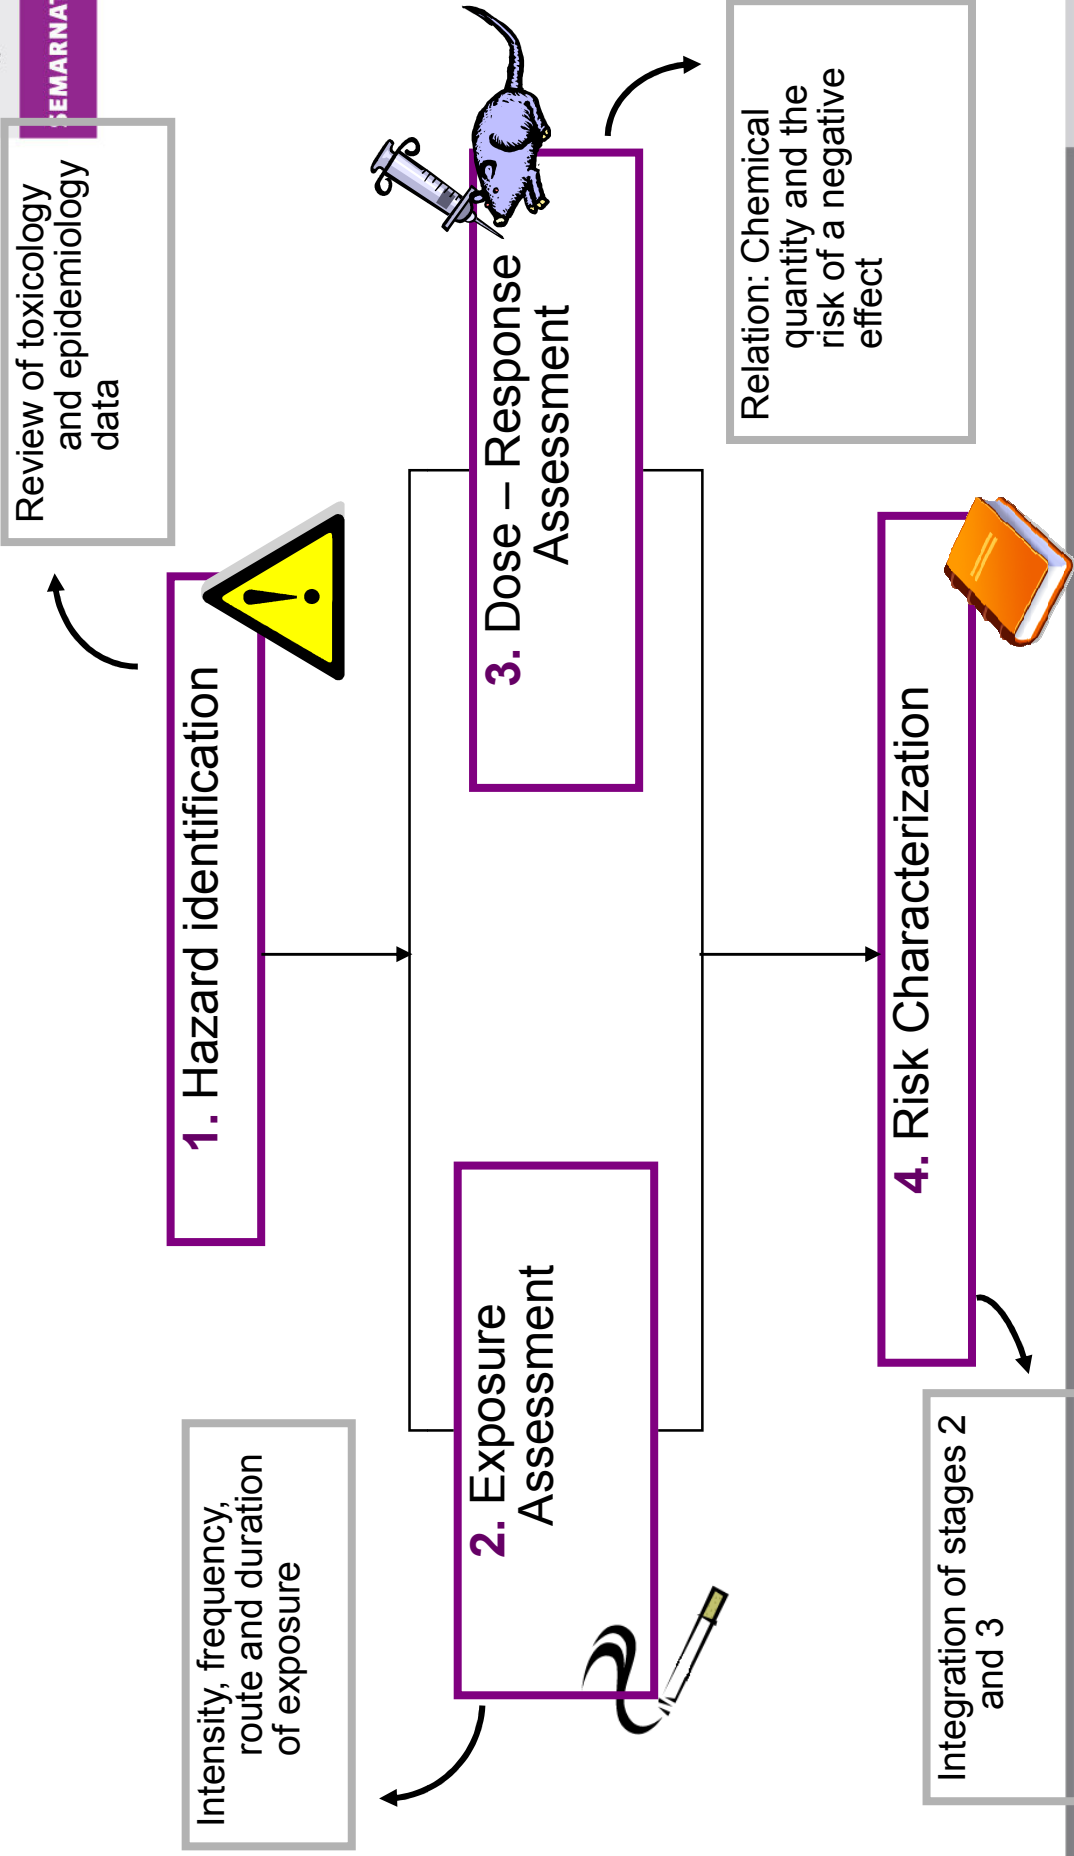 SEMARNAT
Review of toxicology
and epidemiology
data
1. Hazard identification
Intensity, frequency,
route and duration
of exposure
2. Exposure
Assessment
3. Dose – Response
Assessment
Relation: Chemical
quantity and the
risk of a negative
effect
4. Risk Characterization
Integration of stages 2
and 3